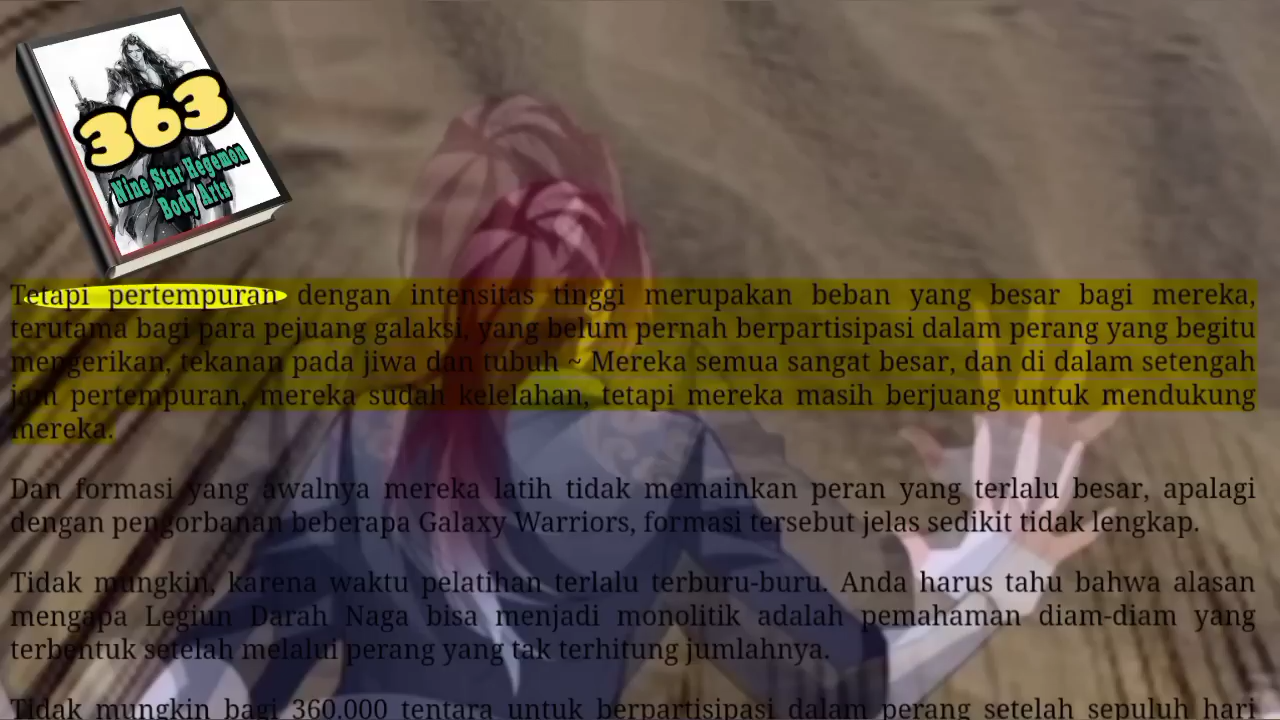 363
Nine Star Hegemon
Body Arts
Tetapi pertempuran dengan intensitas tinggi merupakan beban yang besar bagi mereka,
terutama bagi para pejuang galaksi, yang belum pernah berpartisipasi dalam perang yang begitu
mengerikan, tekanan pada jiwa dan tubuh ~ Mereka semua sangat besar, dan di dalam setengah
jam pertempuran, mereka sudah kelelahan, tetapi mereka masih berjuang untuk mendukung
mereka.
Dan formasi yang awalnya mereka latih tidak memainkan peran yang terlalu besar, apalagi
dengan pengorbanan beberapa Galaxy Warriors, formasi tersebut jelas sedikit tidak lengkap.
Tidak mungkin, karena waktu pelatihan terlalu terburu-buru. Anda harus tahu bahwa alasan
mengapa Legiun Darah Naga bisa menjadi monolitik adalah pemahaman diam-diam yang
terbentuk setelah melalui perang yang tak terhitung jumlahnya.
Tidak mungkin bagi 360.000 tentara untuk berpartisipasi dalam perang setelah sepuluh hari